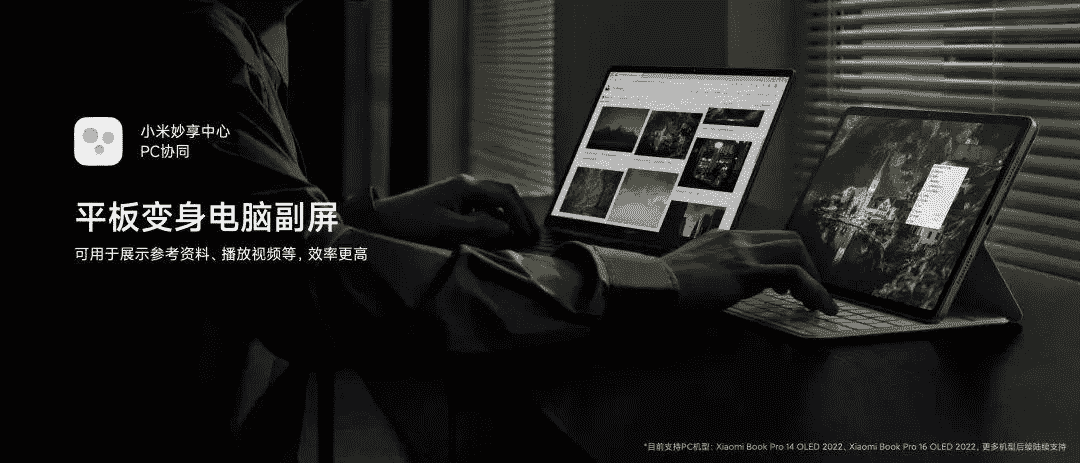 小米妙享中心
PC协同
平板变身电脑副屏
可用于展示参考资料、播放视频等，效率更高
*目前支持PC机型：Xiaomi Book Pro 14 OLED 2022、Xiaomi Book Pro 16 OLED 2022，更多机型后续陆续支持